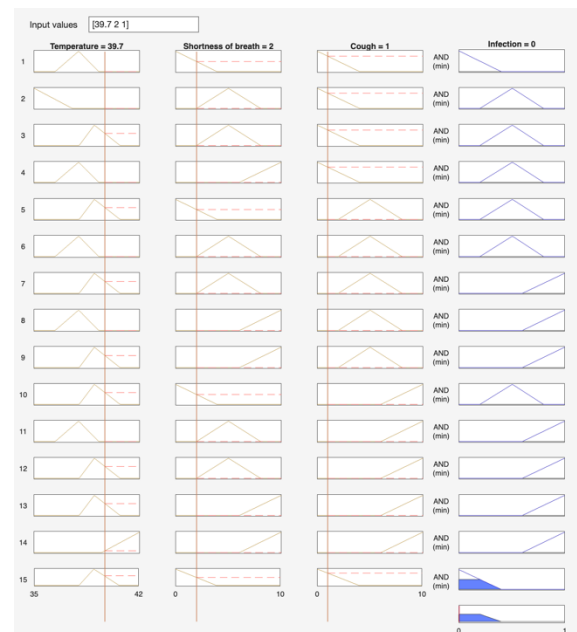 Input values [39.7 2 1]
Temperature = 39.7 Shortness of breath = 2 Cough = 1 Infection = 0
1 AND (min)
2 AND (min)
3 AND (min)
4 AND (min)
5 AND (min)
6 AND (min)
7 AND (min)
8 AND (min)
9 AND (min)
10 AND (min)
11 AND (min)
12 AND (min)
13 AND (min)
14 AND (min)
15 AND (min)
35 42 0 10 0 10
0 1